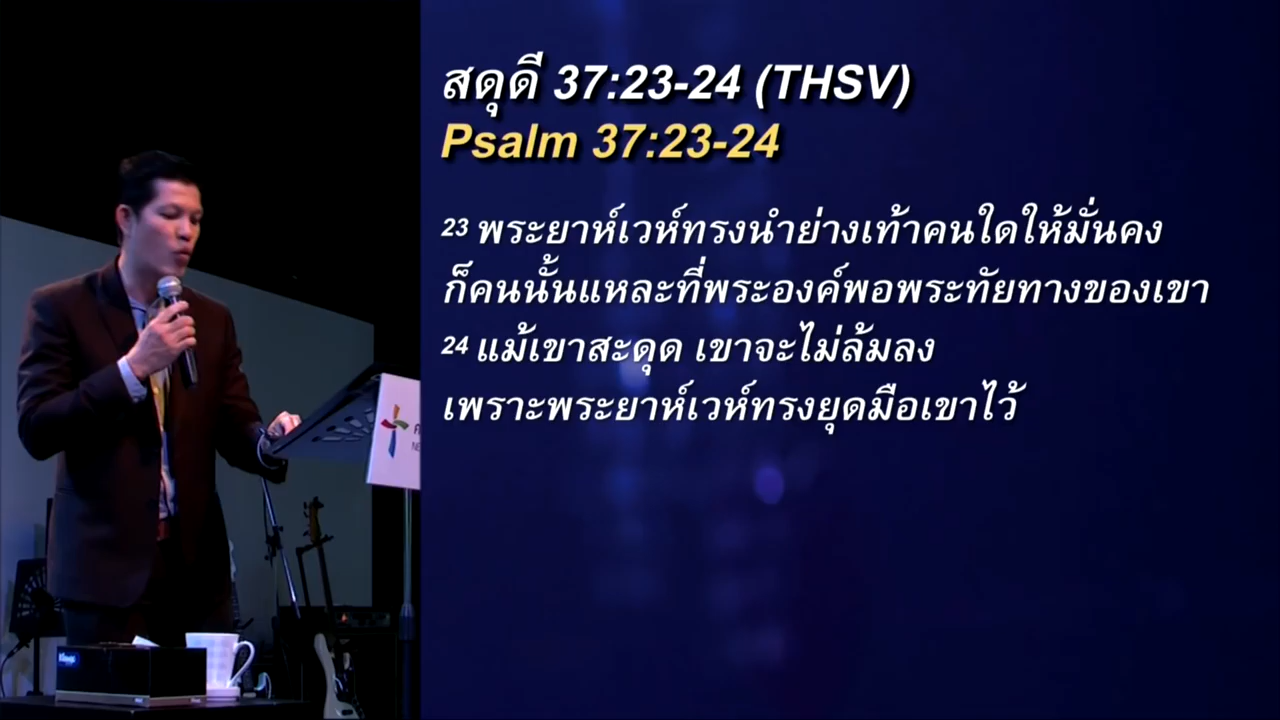 สดุดี 37:23-24 (THSV)
Psalm 37:23-24
23 พระยาห์เวห์ทรงนำย่างเท้าคนใดให้มั่นคง
ก็คนนั้นแหละที่พระองค์พอพระทัยทางของเขา
24 แม้เขาสะดุด เขาจะไม่ล้มลง
เพราะพระยาห์เวห์ทรงยุดมือเขาไว้